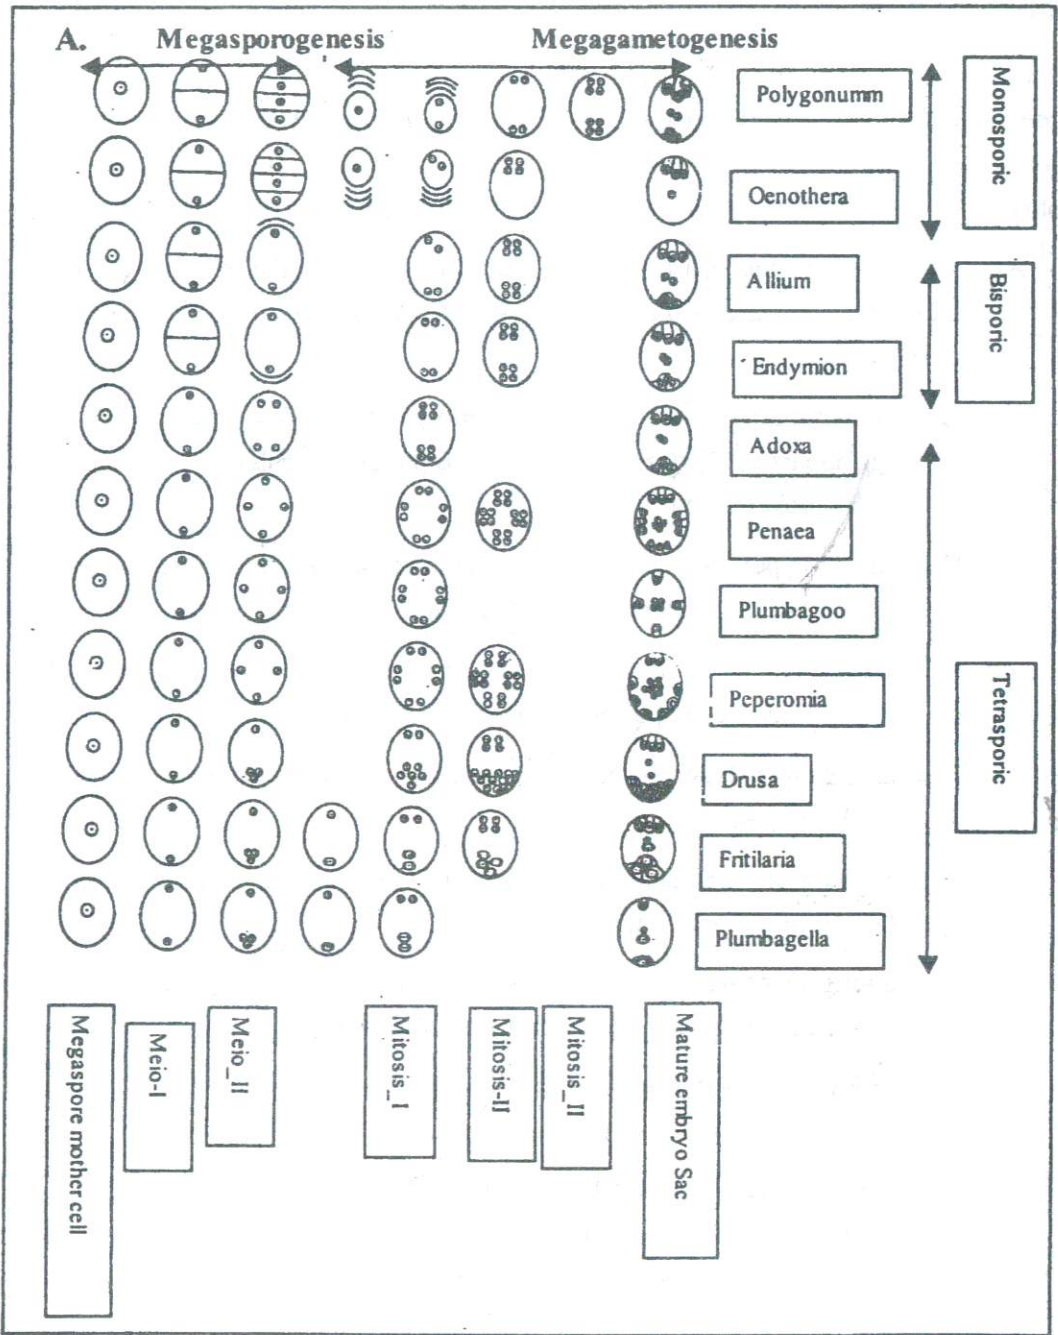 A. Megasporogenesis Megagametogenesis
Polygonumm
Oenothera
Allium
Endymion
Adoxa
Penaea
Plumbagoo
Peperomia
Drusa
Fritilaria
Plumbagella
Monosporic
Bisporic
Tetrasporic
Megaspore mother cell
Meio-I
Meio_II
Mitosis_I
Mitosis-II
Mitosis_II
Mature embryo Sac